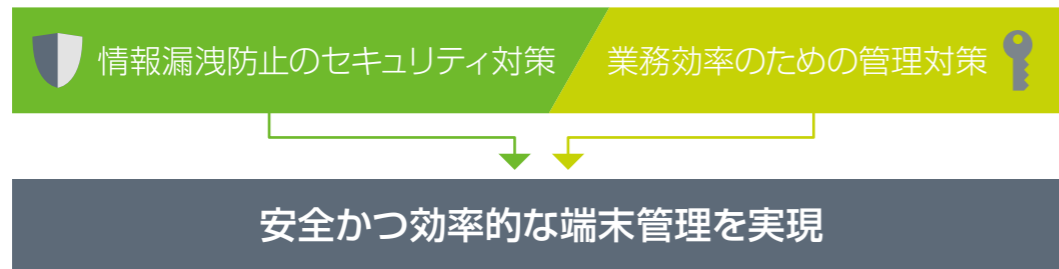 情報漏洩防止のセキュリティ対策
業務効率のための管理対策
安全かつ効率的な端末管理を実現